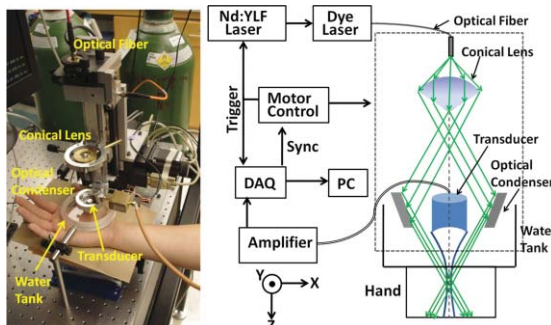 Optical Fiber
Conical Lens
Optical
Condenser
Transducer
Water
Tank
Nd:YLF
Laser
Dye
Laser
Optical Fiber
Conical Lens
Trigger
Motor
Control
Sync
Transducer
Optical
Condenser
DAQ
PC
Water
Tank
Amplifier
Y
X
Z
Hand